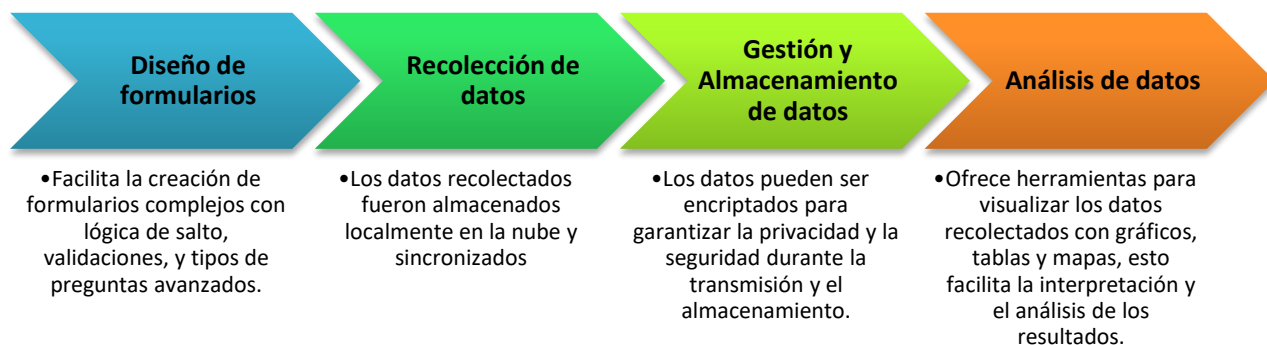 Diseño de
formularios
Recolección de
datos
Gestión y
Almacenamiento
de datos
Análisis de datos
•Facilita la creación de
formularios complejos con
lógica de salto,
validaciones, y tipos de
preguntas avanzados.
•Los datos recolectados
fueron almacenados
localmente en la nube y
sincronizados
•Los datos pueden ser
encriptados para
garantizar la privacidad y la
seguridad durante la
transmisión y el
almacenamiento.
•Ofrece herramientas para
visualizar los datos
recolectados con gráficos,
tablas y mapas, esto
facilita la interpretación y
el análisis de los
resultados.